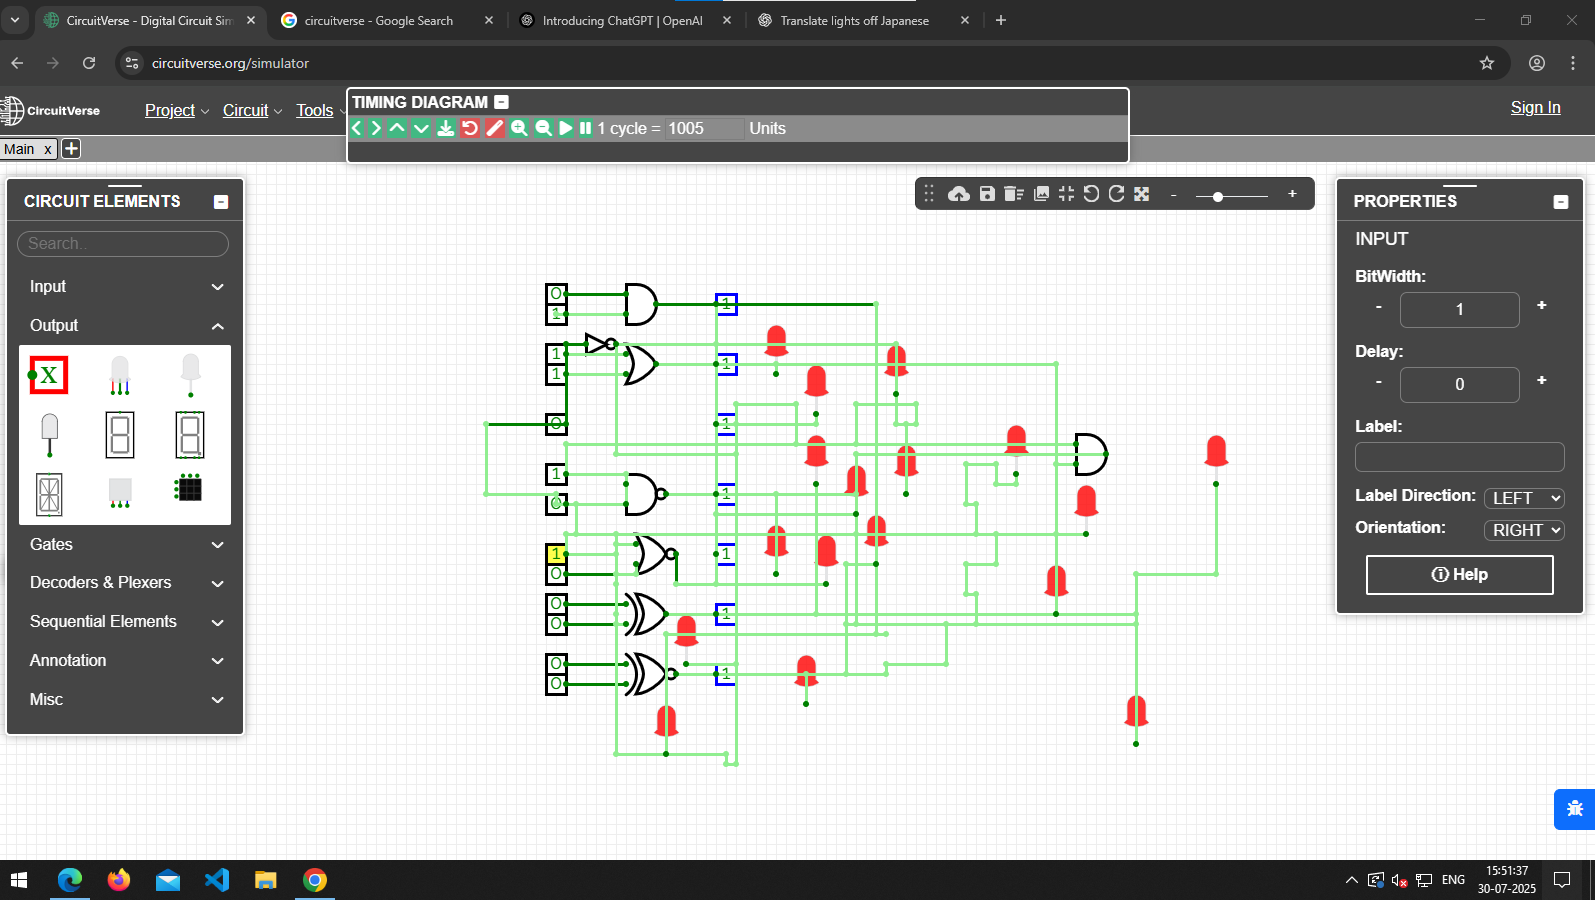 CircuitVerse - Digital Circuit Sim
circuitverse - Google Search
Introducing ChatGPT | OpenAI
Translate lights off Japanese
circuitverse.org/simulator
CircuitVerse
Project
Circuit
Tools
TIMING DIAGRAM
1 cycle = 1005 Units
Sign In
Main x
CIRCUIT ELEMENTS
Search..
Input
Output
X
Gates
Decoders & Plexers
Sequential Elements
Annotation
Misc
0
1
1
1
0
1
0
1
0
0
0
0
0
1
1
1
1
1
1
1
- +
PROPERTIES
INPUT
BitWidth:
- 1 +
Delay:
- 0 +
Label:
Label Direction: LEFT
Orientation: RIGHT
Help
ENG
15:51:37
30-07-2025